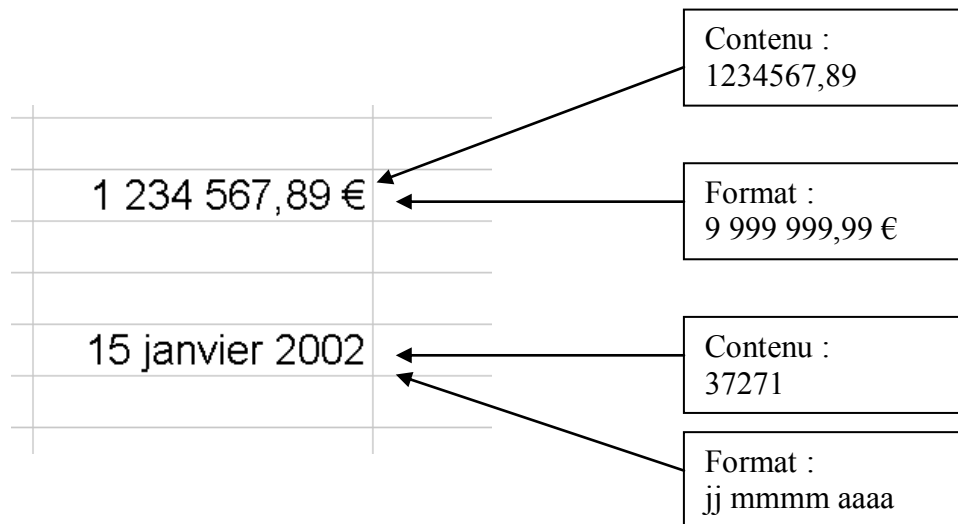 Contenu :
1234567,89
1 234 567,89 €
Format :
9 999 999,99 €
15 janvier 2002
Contenu :
37271
Format :
jj mmmm aaaa